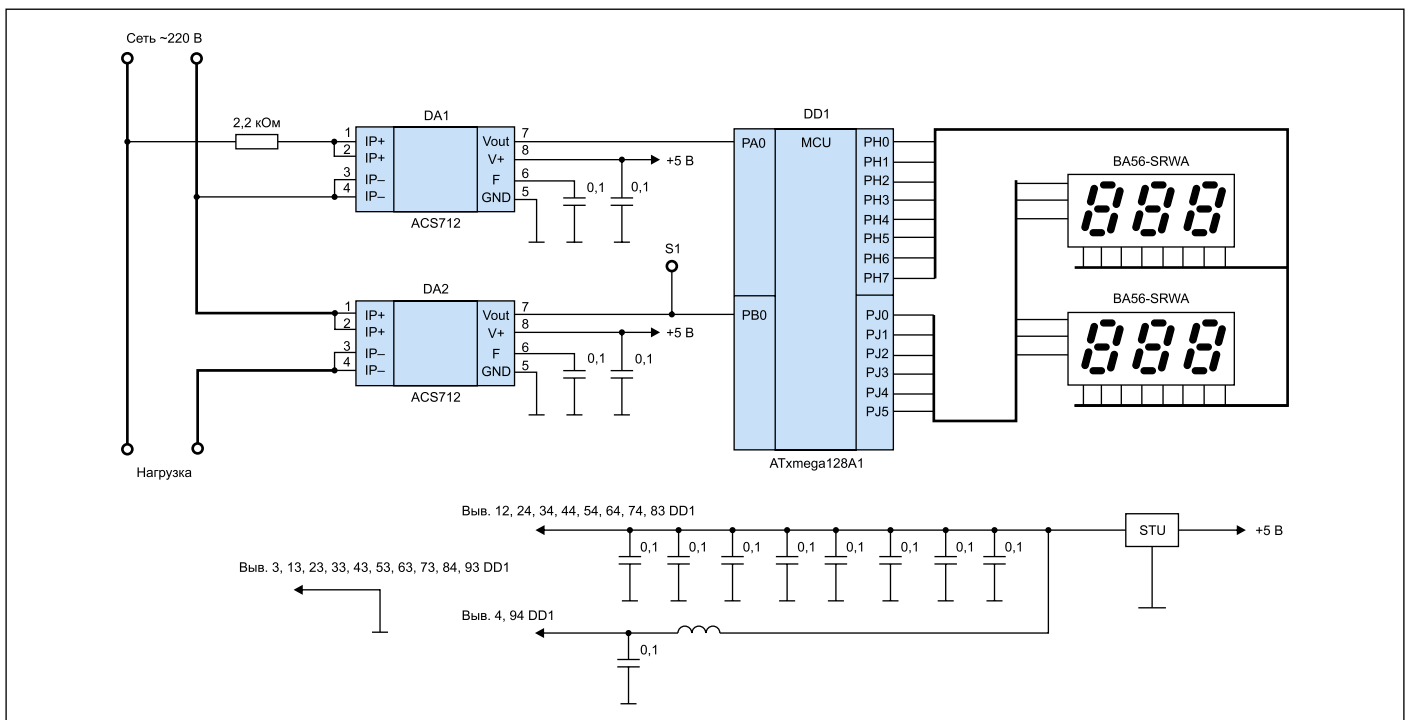 Сеть ~220 В
2,2 кОм
DA1
1 IP+ Vout 7
2 IP+ V+ 8
+5 В
3 IP– F 6
4 IP– GND 5
0,1
0,1
ACS712
S1
DA2
1 IP+ Vout 7
2 IP+ V+ 8
+5 В
3 IP– F 6
4 IP– GND 5
0,1
0,1
ACS712
Нагрузка
DD1
PA0 MCU PH0
PH1
PH2
PH3
PH4
PH5
PH6
PH7
PB0 PJ0
PJ1
PJ2
PJ3
PJ4
PJ5
ATxmega128A1
BA56-SRWA
888
BA56-SRWA
888
Выв. 12, 24, 34, 44, 54, 64, 74, 83 DD1
0,1
0,1
0,1
0,1
0,1
0,1
0,1
0,1
STU
+5 В
Выв. 3, 13, 23, 33, 43, 53, 63, 73, 84, 93 DD1
Выв. 4, 94 DD1
0,1